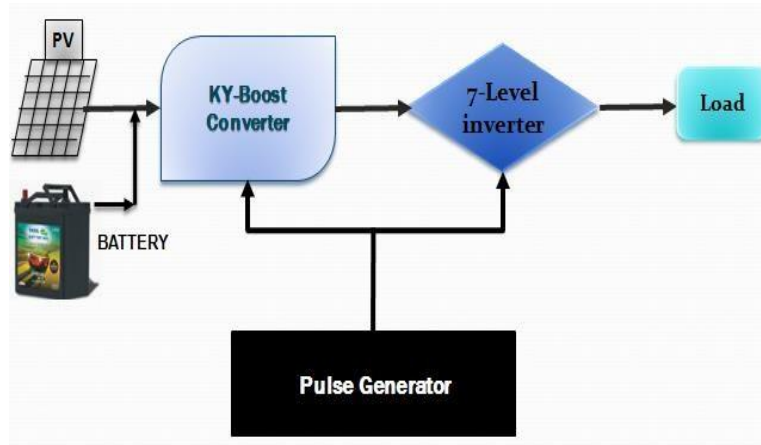 PV
KY-Boost
Converter
7-Level
inverter
Load
BATTERY
Pulse Generator